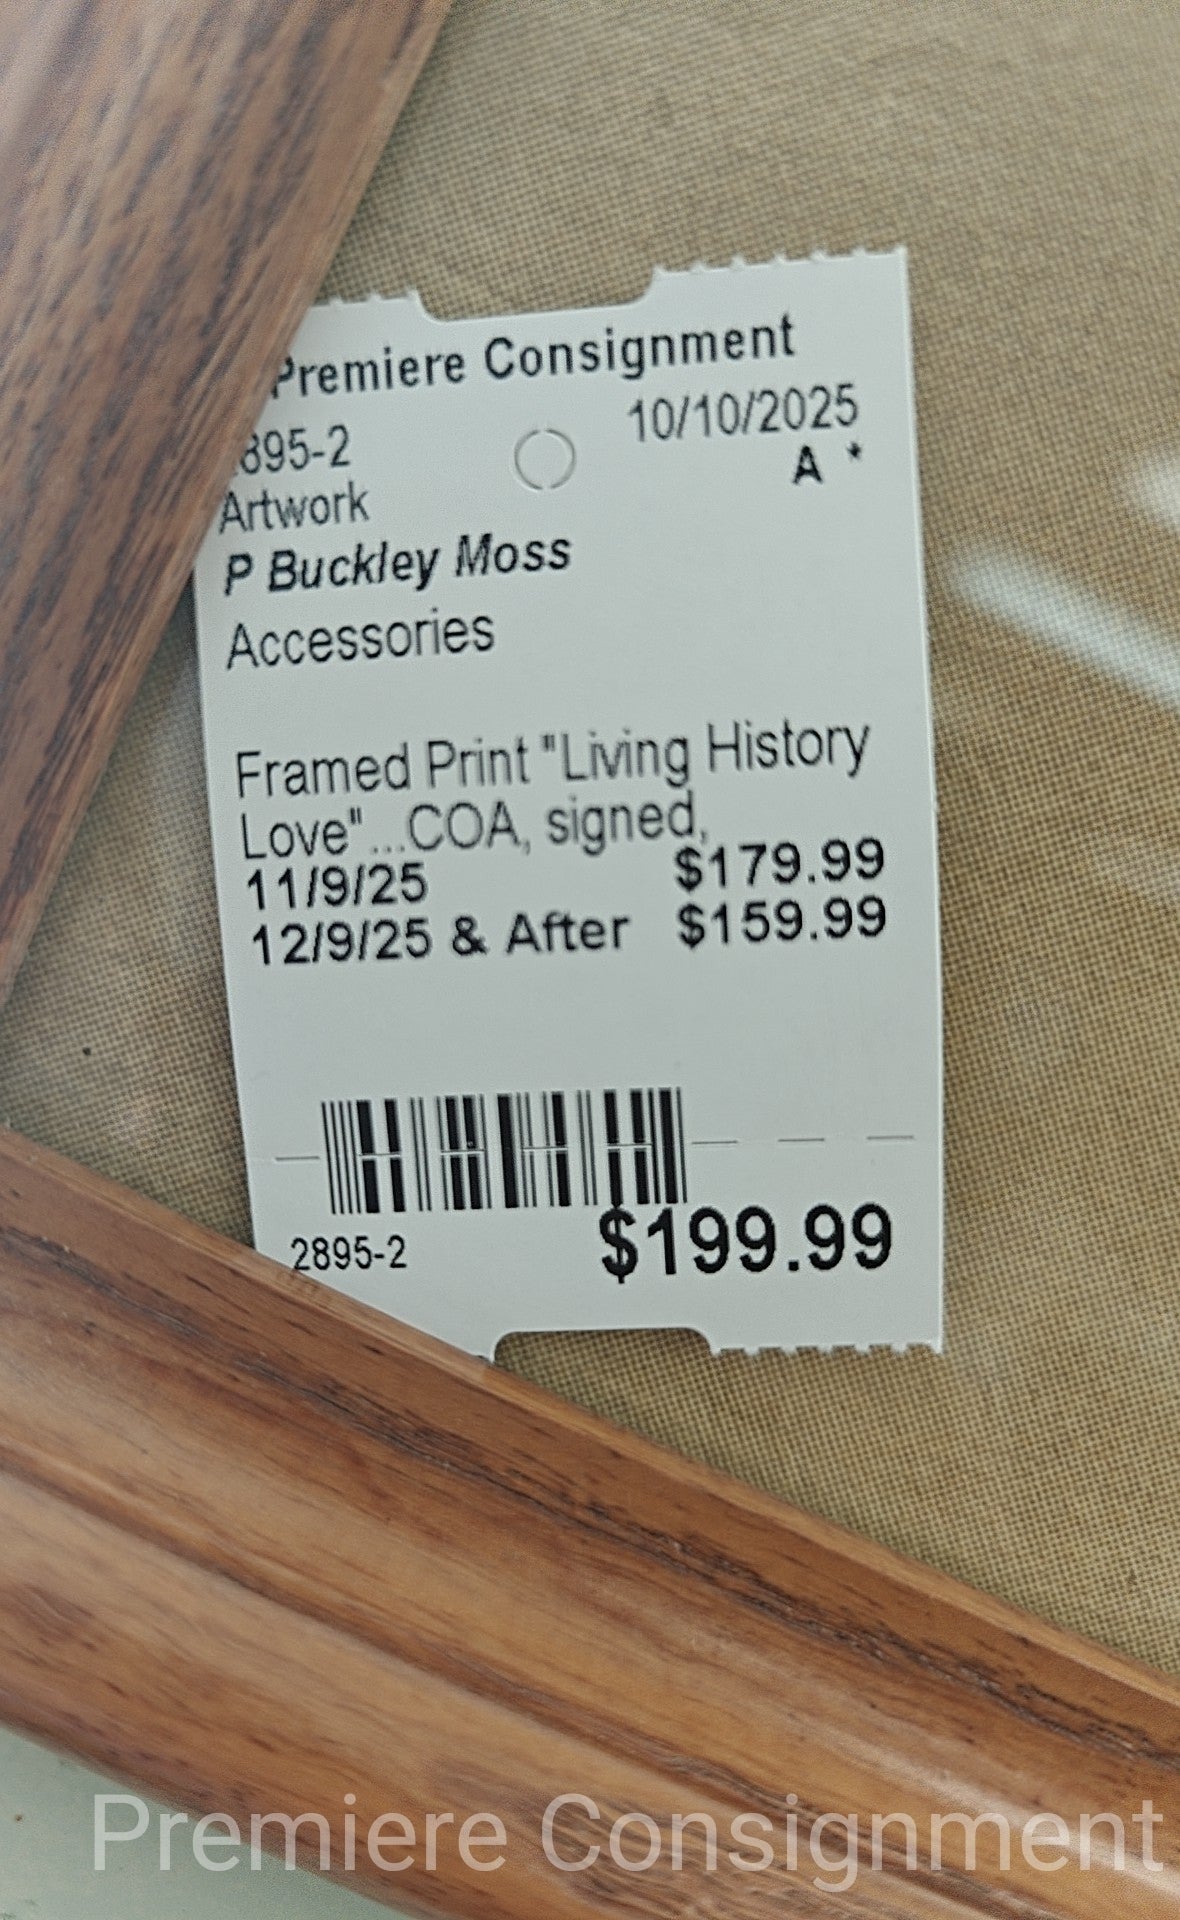 Premiere Consignment
895-2
10/10/2025
A *
Artwork
P Buckley Moss
Accessories
Framed Print "Living History
Love"...COA, signed,
11/9/25 $179.99
12/9/25 & After $159.99
2895-2
$199.99
Premiere Consignment